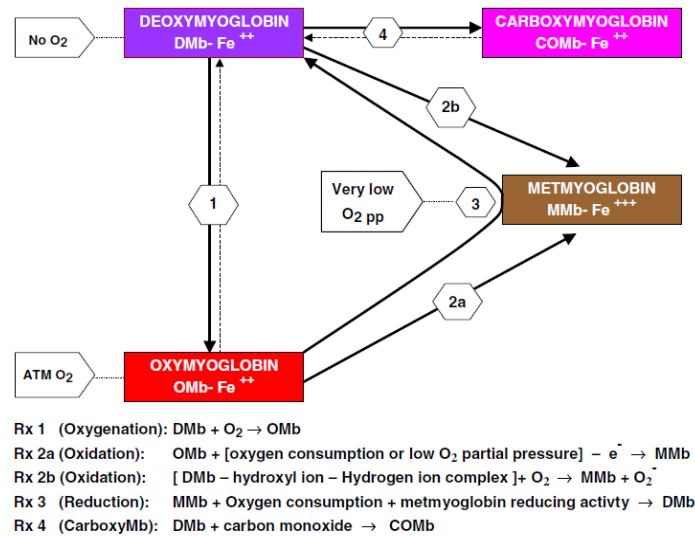 DEOXYMYOGLOBIN
DMb- Fe ++
CARBOXYMYOGLOBIN
COMb- Fe ++
No O2
4
2b
Very low
O2 pp
3
METMYOGLOBIN
MMb- Fe +++
1
2a
ATM O2
OXYMYOGLOBIN
OMb- Fe ++
Rx 1 (Oxygenation): DMb + O2 → OMb
Rx 2a (Oxidation): OMb + [oxygen consumption or low O2 partial pressure] – e- → MMb
Rx 2b (Oxidation): [ DMb – hydroxyl ion – Hydrogen ion complex ]+ O2 → MMb + O2-
Rx 3 (Reduction): MMb + Oxygen consumption + metmyoglobin reducing activty → DMb
Rx 4 (CarboxyMb): DMb + carbon monoxide → COMb